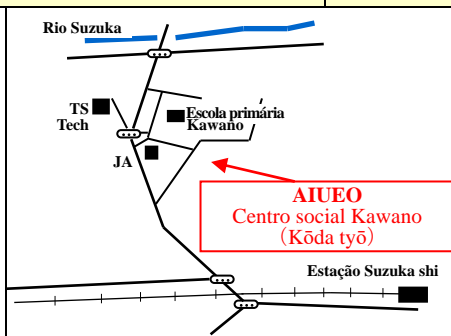 Rio Suzuka
TS
Tech
Escola primária
Kawano
JA
AIUEO
Centro social Kawano
（Kōda tyō）
Estação Suzuka shi